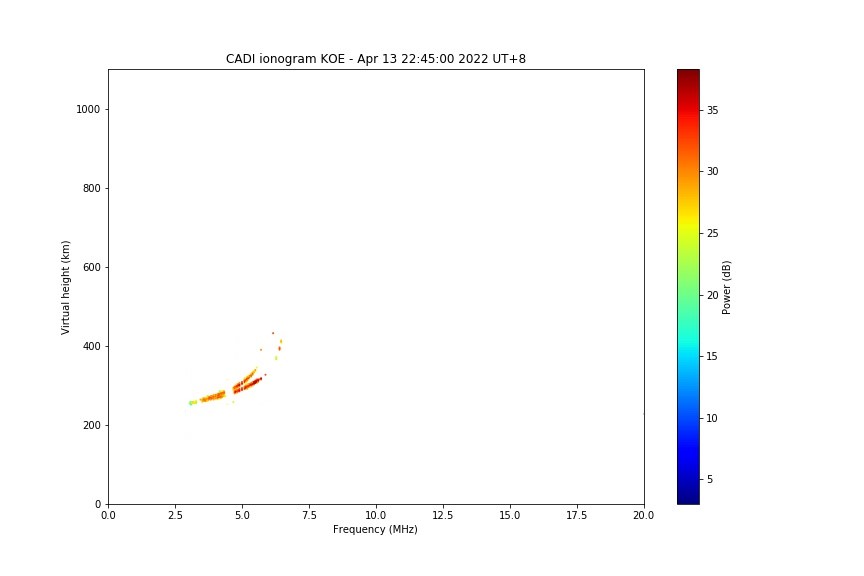 CADI ionogram KOE - Apr 13 22:45:00 2022 UT+8
1000
800
600
400
200
0
Virtual height (km)
0.0 2.5 5.0 7.5 10.0 12.5 15.0 17.5 20.0
Frequency (MHz)
35
30
25
20
15
10
5
Power (dB)